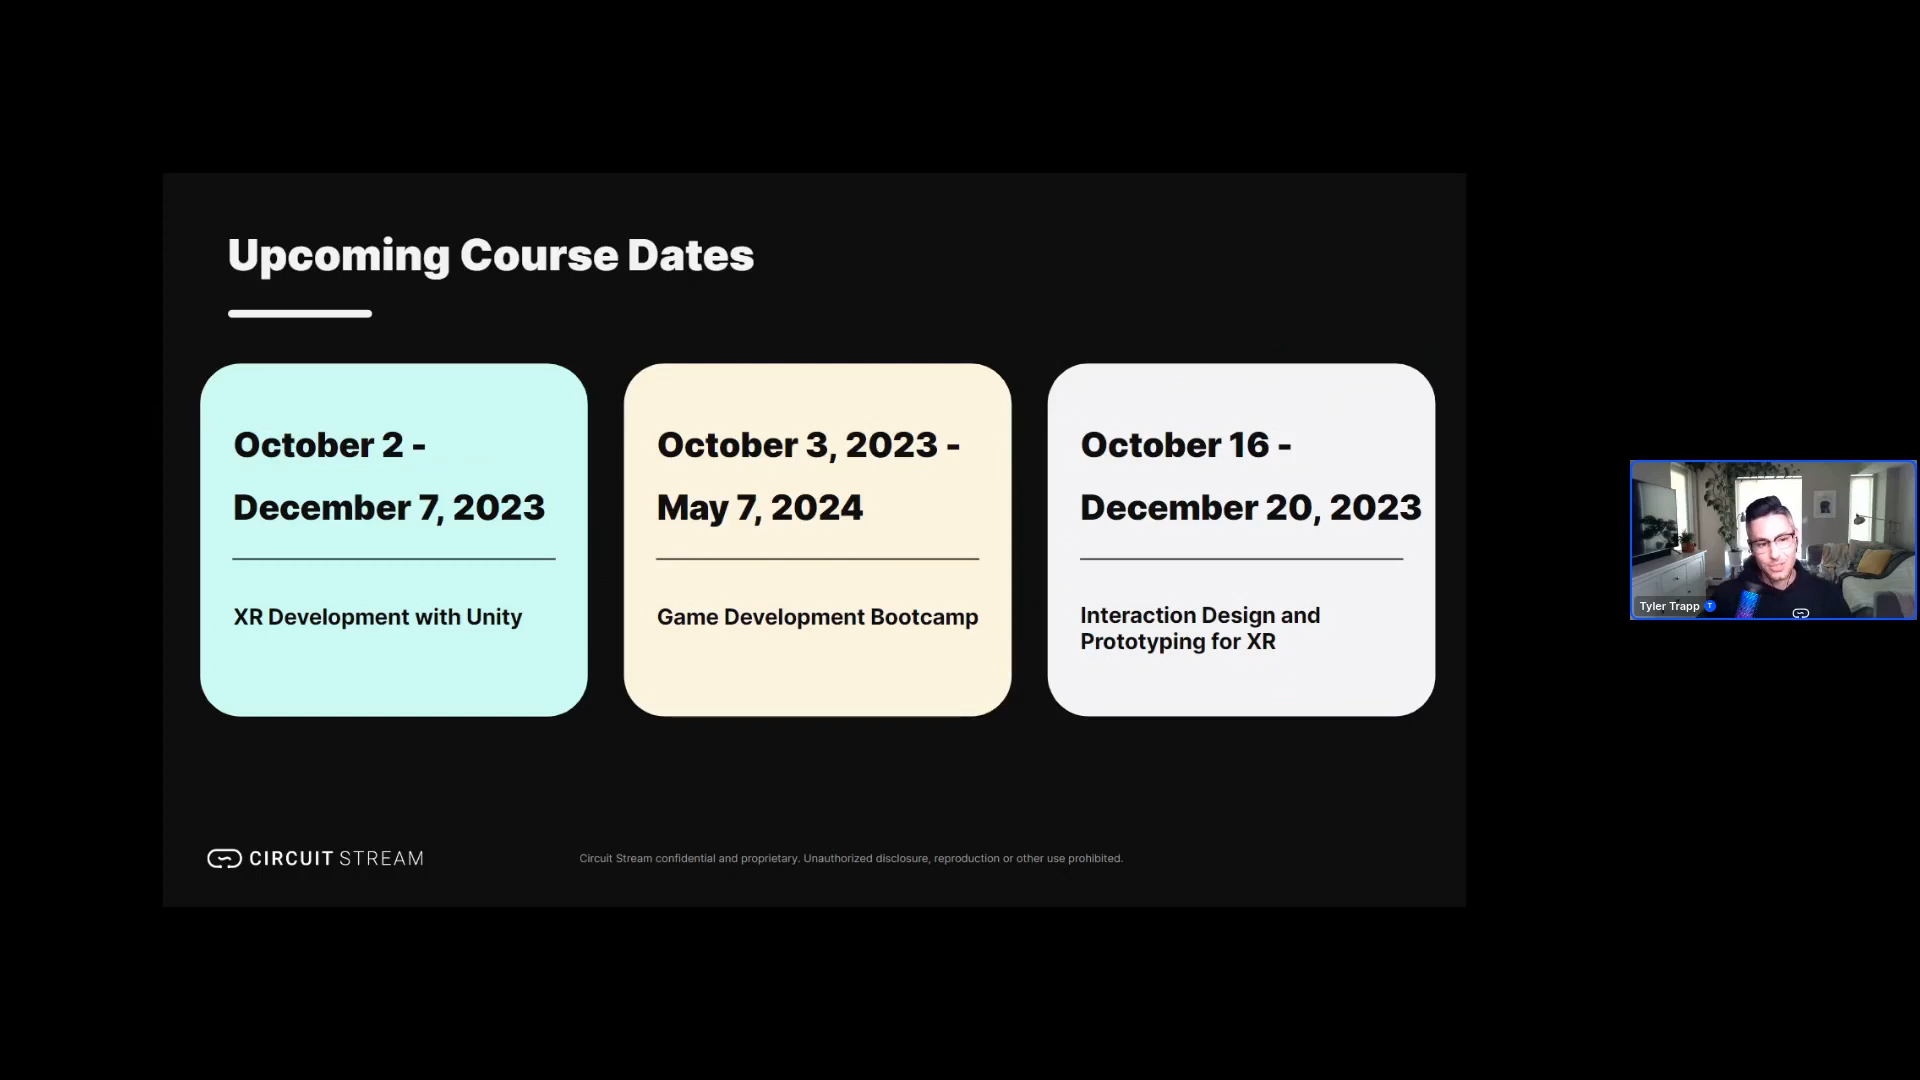 Upcoming Course Dates
October 2 -
December 7, 2023
XR Development with Unity
October 3, 2023 -
May 7, 2024
Game Development Bootcamp
October 16 -
December 20, 2023
Interaction Design and
Prototyping for XR
CIRCUIT STREAM
Circuit Stream confidential and proprietary. Unauthorized disclosure, reproduction or other use prohibited.
Tyler Trapp T